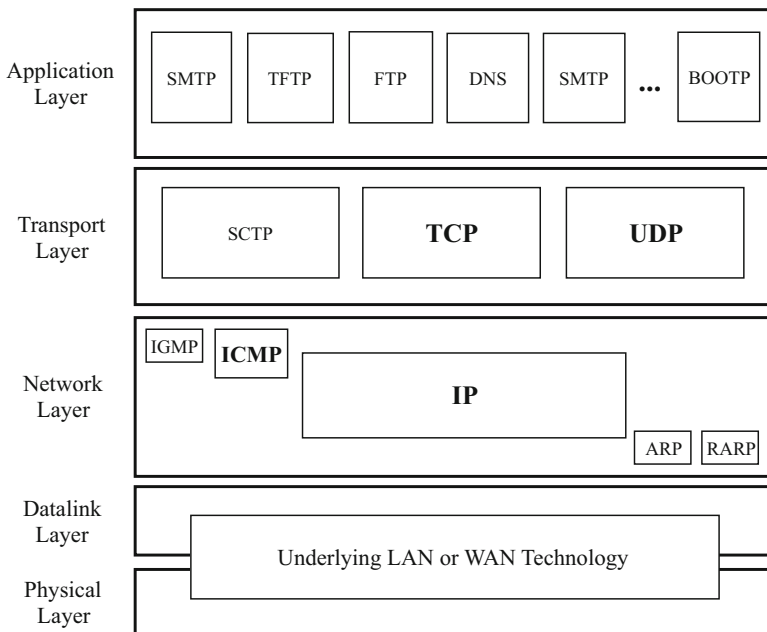 Application
Layer
SMTP
TFTP
FTP
DNS
SMTP
...
BOOTP
Transport
Layer
SCTP
TCP
UDP
Network
Layer
IGMP
ICMP
IP
ARP
RARP
Datalink
Layer
Underlying LAN or WAN Technology
Physical
Layer